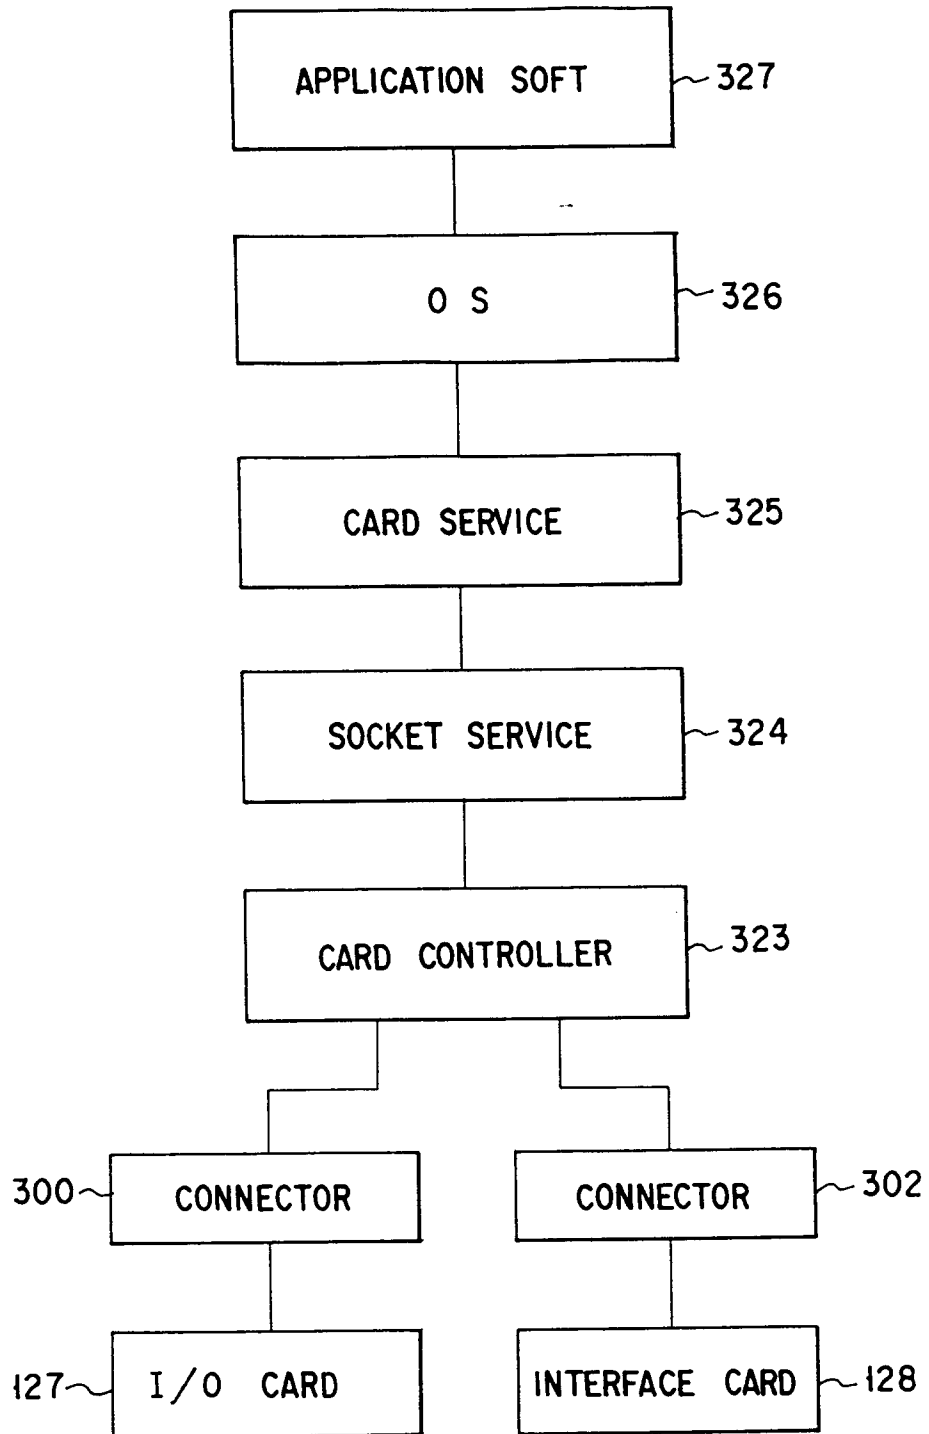 APPLICATION SOFT 327
O S 326
CARD SERVICE 325
SOCKET SERVICE 324
CARD CONTROLLER 323
300 CONNECTOR CONNECTOR 302
127 I/O CARD INTERFACE CARD 128